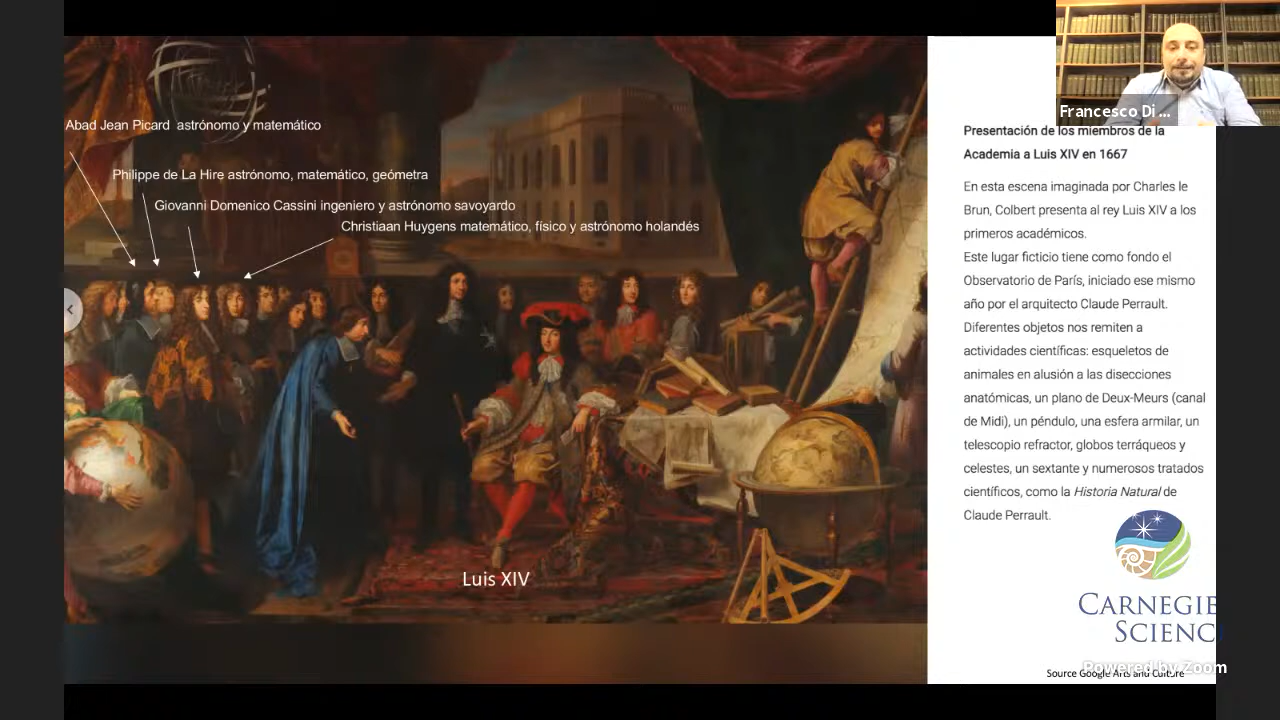 Abad Jean Picard astrónomo y matemático
Philippe de La Hire astrónomo, matemático, geómetra
Giovanni Domenico Cassini ingeniero y astrónomo savoyardo
Christiaan Huygens matemático, físico y astrónomo holandés
Luis XIV
Francesco Di ...
Presentación de los miembros de la
Academia a Luis XIV en 1667
En esta escena imaginada por Charles le
Brun, Colbert presenta al rey Luis XIV a los
primeros académicos.
Este lugar ficticio tiene como fondo el
Observatorio de París, iniciado ese mismo
año por el arquitecto Claude Perrault.
Diferentes objetos nos remiten a
actividades científicas: esqueletos de
animales en alusión a las disecciones
anatómicas, un plano de Deux-Meurs (canal
de Midi), un péndulo, una esfera armilar, un
telescopio refractor, globos terráqueos y
celestes, un sextante y numerosos tratados
científicos, como la Historia Natural de
Claude Perrault.
CARNEGIE
SCIENC
Powered by Zoom
Source Google Arts and Culture